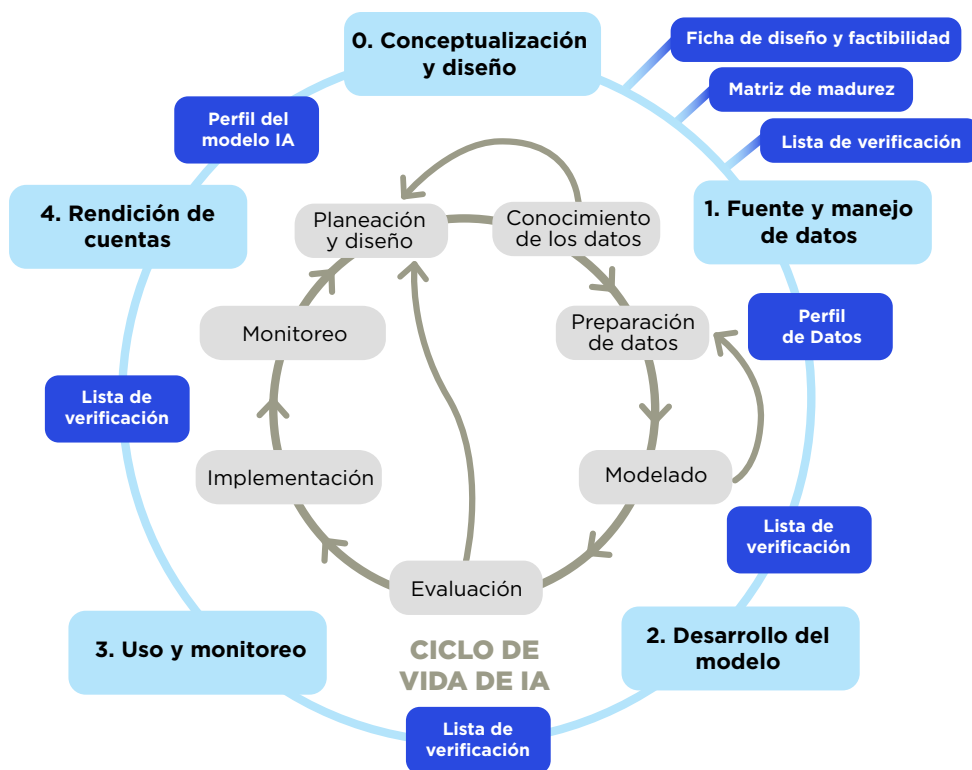 0. Conceptualización
y diseño
Ficha de diseño y factibilidad
Matriz de madurez
Lista de verificación
Perfil del
modelo IA
4. Rendición de
cuentas
1. Fuente y manejo
de datos
Planeación
y diseño
Conocimiento
de los datos
Monitoreo
Preparación
de datos
Perfil
de Datos
Lista de
verificación
Implementación
Modelado
Lista de
verificación
Evaluación
3. Uso y monitoreo
CICLO DE
VIDA DE IA
2. Desarrollo del
modelo
Lista de
verificación